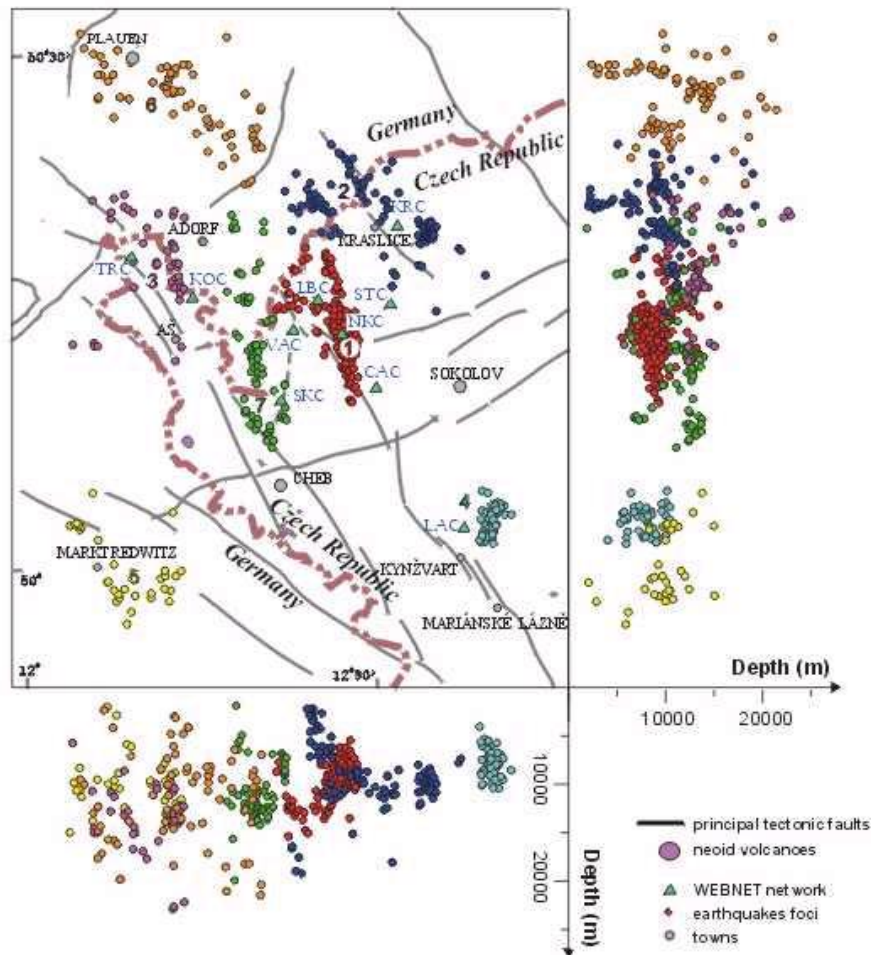 PLAUEN
50°30'
6
Germany
Czech Republic
2
KRC
ADORF
KRASLICE
TRC
3
KOC
LBC
STC
NKC
AŠ
VAC
1
CAC
SOKOLOV
7
SKC
CHEB
4
LAC
Czech Republic
Germany
MARKTREDWITZ
5
KYNŽVART
50°
MARIÁNSKÉ LÁZNĚ
12°
12°30'
Depth (m)
10000
20000
10000
20000
Depth (m)
principal tectonic faults
neoid volcanoes
WEBNET network
earthquakes foci
towns